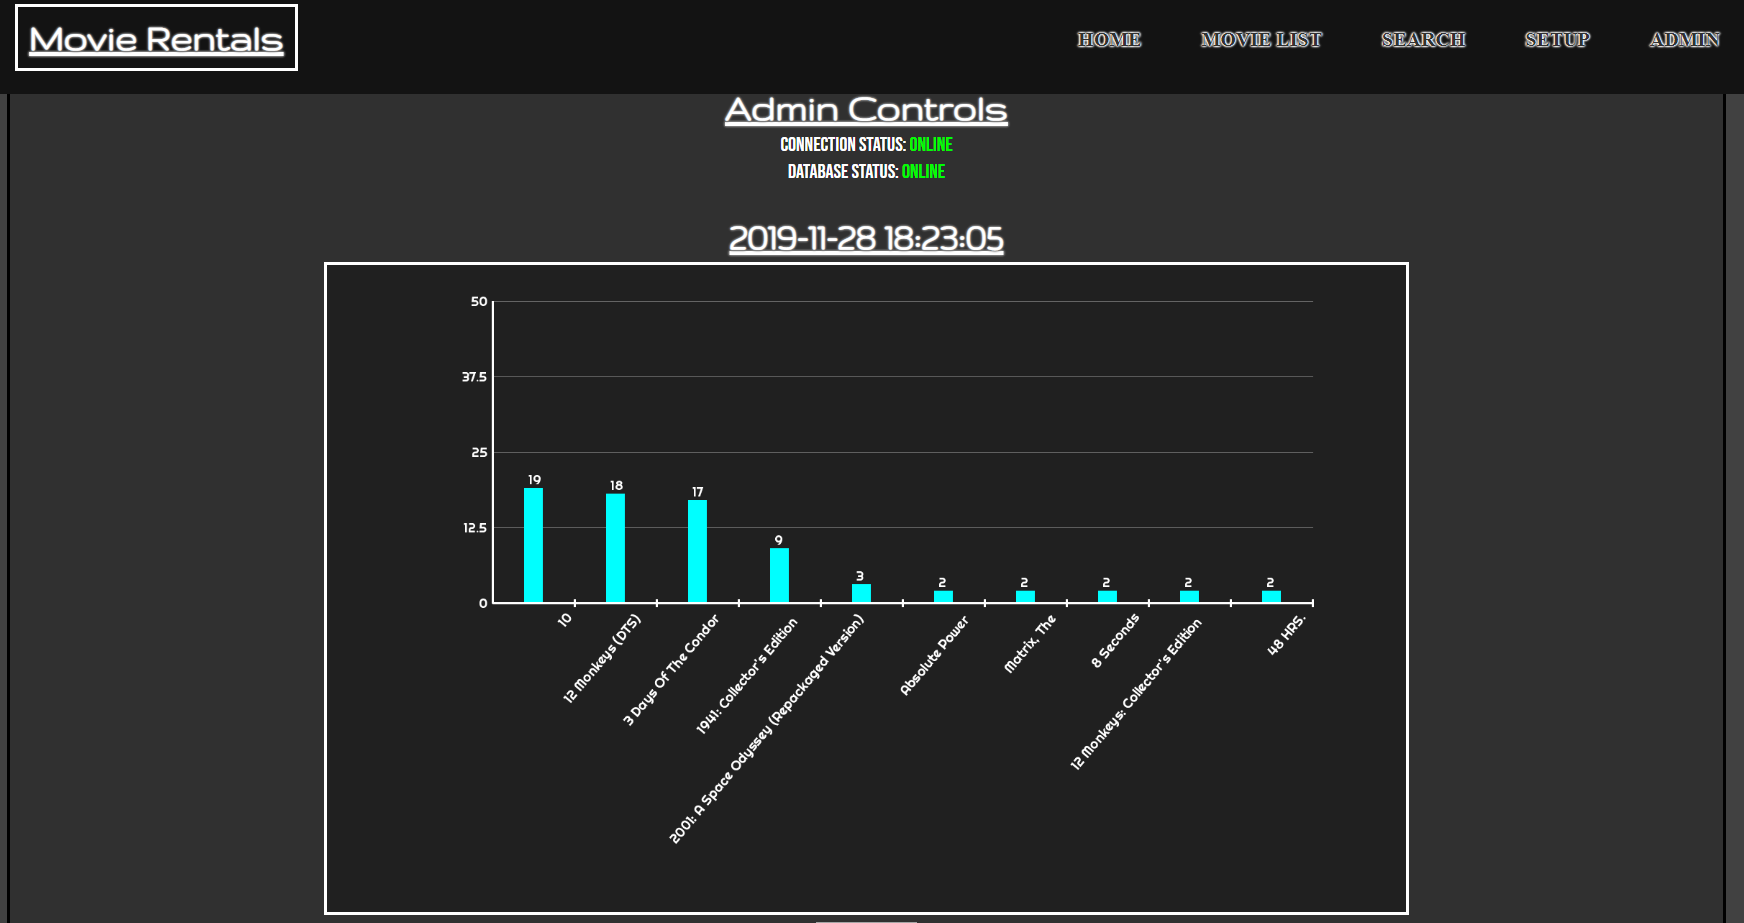 Movie Rentals
HOME
MOVIE LIST
SEARCH
SETUP
ADMIN
Admin Controls
CONNECTION STATUS: ONLINE
DATABASE STATUS: ONLINE
2019-11-28 18:23:05
50
37.5
25
12.5
0
19
18
17
9
3
2
2
2
2
2
10
12 Monkeys (DTS)
3 Days Of The Condor
1941: Collector's Edition
2001: A Space Odyssey (Repackaged Version)
Absolute Power
Matrix, The
8 Seconds
12 Monkeys: Collector's Edition
48 HRS.